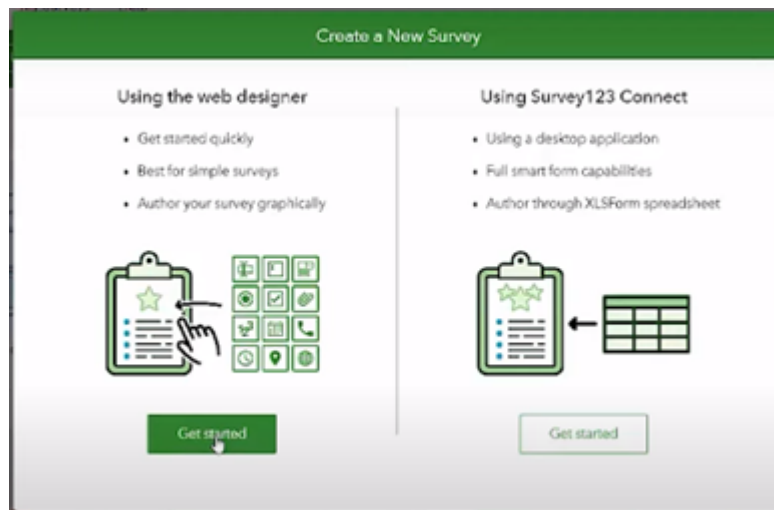 Create a New Survey
Using the web designer
• Get started quickly
• Best for simple surveys
• Author your survey graphically
Get started
Using Survey123 Connect
• Using a desktop application
• Full smart form capabilities
• Author through XLSForm spreadsheet
Get started